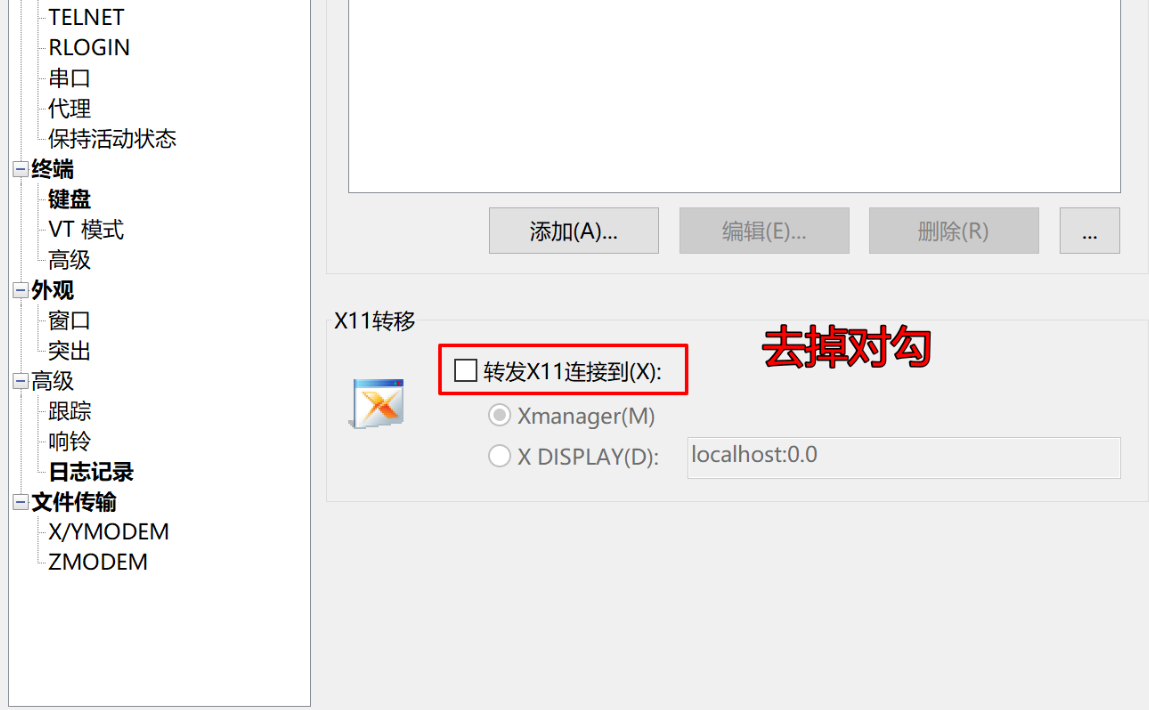 TELNET
RLOGIN
串口
代理
保持活动状态
终端
键盘
VT 模式
高级
外观
窗口
突出
高级
跟踪
响铃
日志记录
文件传输
X/YMODEM
ZMODEM
添加(A)... 编辑(E)... 删除(R) ...
X11转移
去掉对勾
转发X11连接到(X):
Xmanager(M)
X DISPLAY(D): localhost:0.0